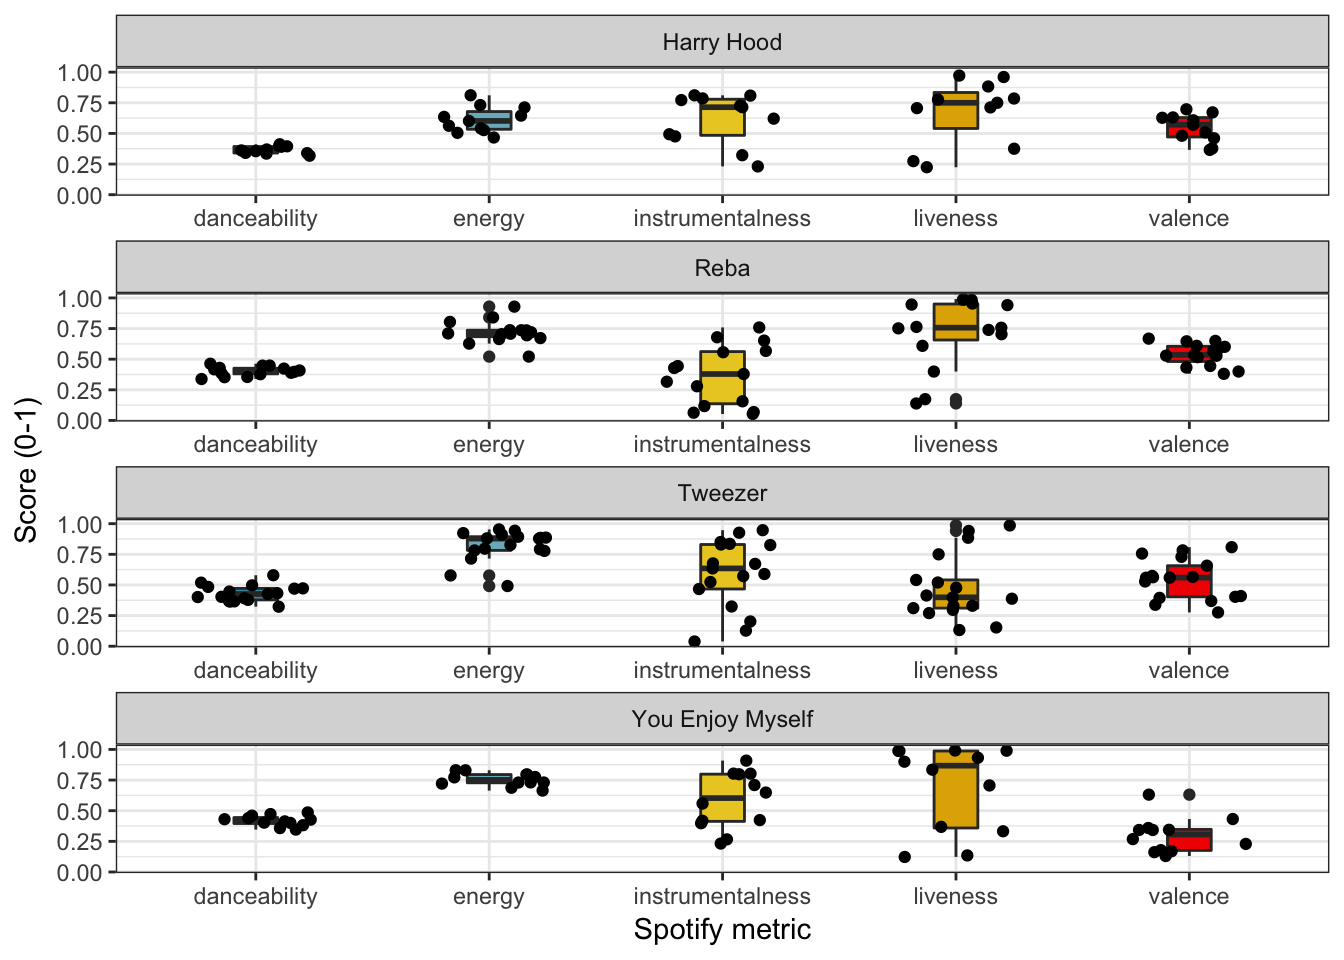 Harry Hood
1.00
0.75
0.50
0.25
0.00
danceability energy instrumentalness liveness valence
Reba
1.00
0.75
0.50
0.25
0.00
danceability energy instrumentalness liveness valence
Score (0-1)
Tweezer
1.00
0.75
0.50
0.25
0.00
danceability energy instrumentalness liveness valence
You Enjoy Myself
1.00
0.75
0.50
0.25
0.00
danceability energy instrumentalness liveness valence
Spotify metric